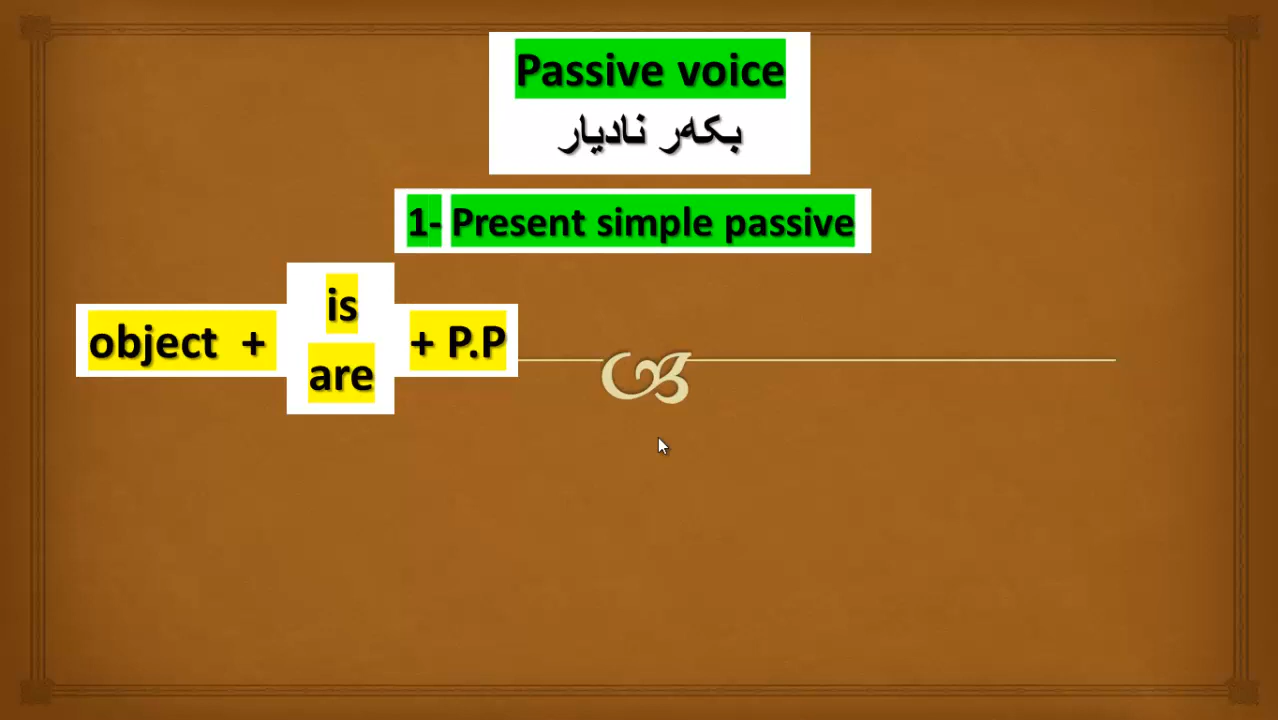 Passive voice
بکەر نادیار
1- Present simple passive
is
object + + P.P
are